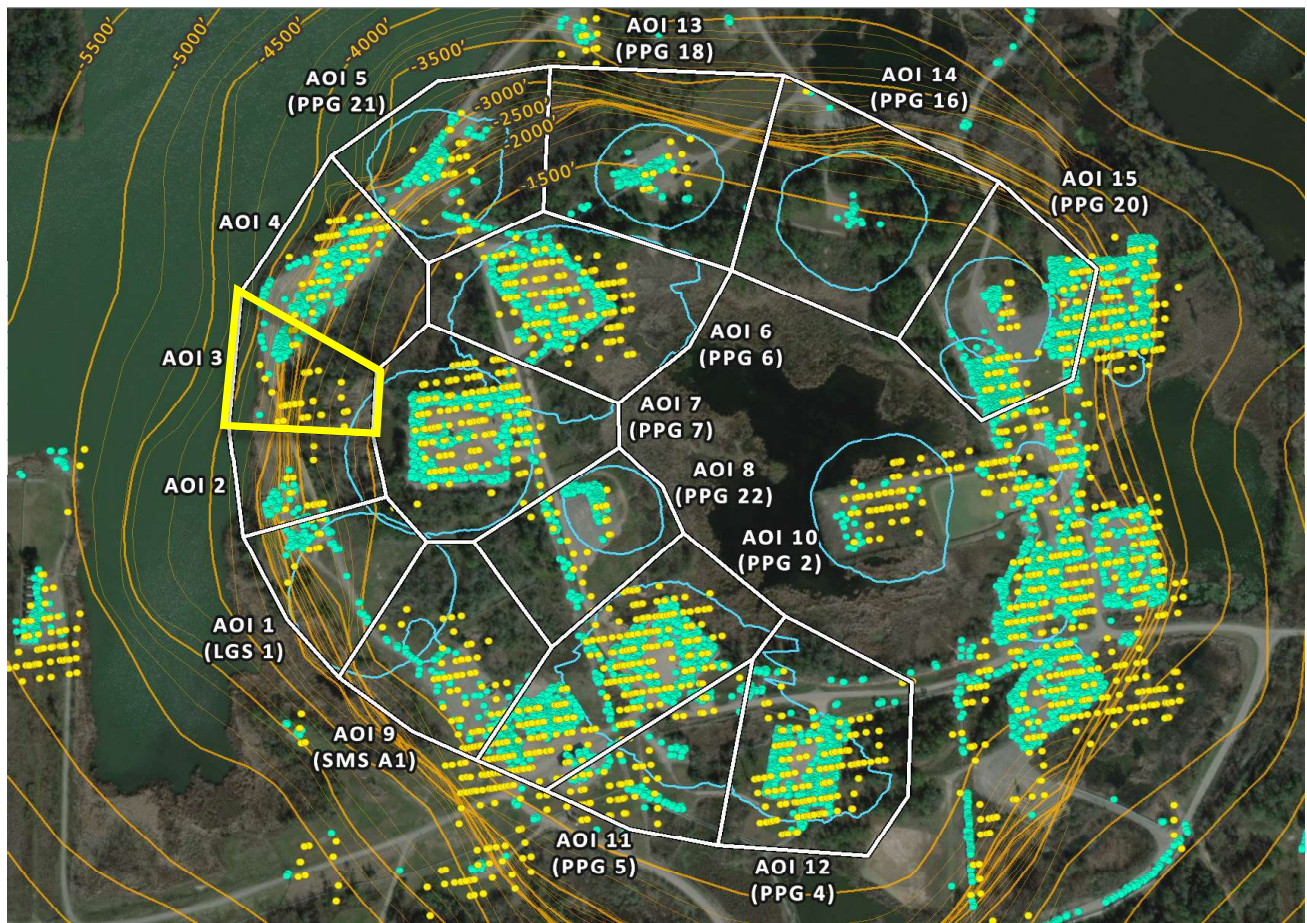 -5500'
-5000'
-4500'
-4000'
-3500'
-3000'
-2500'
-2000'
-1500'
AOI 13
(PPG 18)
AOI 5
(PPG 21)
AOI 14
(PPG 16)
AOI 15
(PPG 20)
AOI 4
AOI 3
AOI 6
(PPG 6)
AOI 7
(PPG 7)
AOI 8
(PPG 22)
AOI 2
AOI 10
(PPG 2)
AOI 1
(LGS 1)
AOI 9
(SMS A1)
AOI 11
(PPG 5)
AOI 12
(PPG 4)